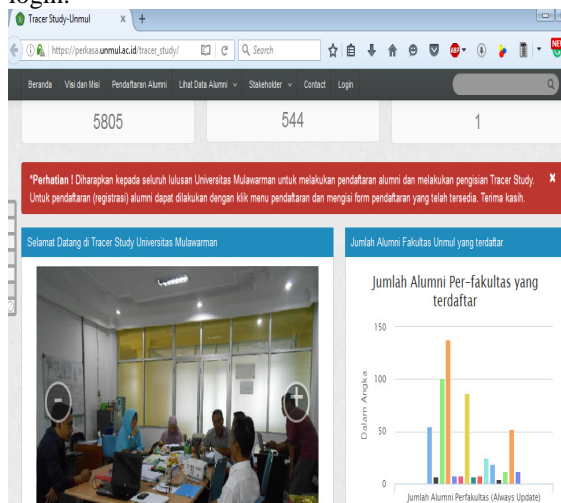 login.
Tracer Study-Unmul
https://perkasa.unmul.ac.id/tracer_study/
Search
ABP
NEW
Beranda Visi dan Misi Pendaftaran Alumni Lihat Data Alumni Stakeholder Contact Login
5805 544 1
*Perhatian ! Diharapkan kepada seluruh lulusan Universitas Mulawarman untuk melakukan pendaftaran alumni dan melakukan pengisian Tracer Study.
Untuk pendaftaran (registrasi) alumni dapat dilakukan dengan klik menu pendaftaran dan mengisi form pendaftaran yang telah tersedia. Terima kasih.
Selamat Datang di Tracer Study Universitas Mulawarman
Jumlah Alumni Fakultas Unmul yang terdaftar
Jumlah Alumni Per-fakultas yang
terdaftar
Dalam Angka
150
100
50
0
Jumlah Alumni Perfakultas (Always Update)